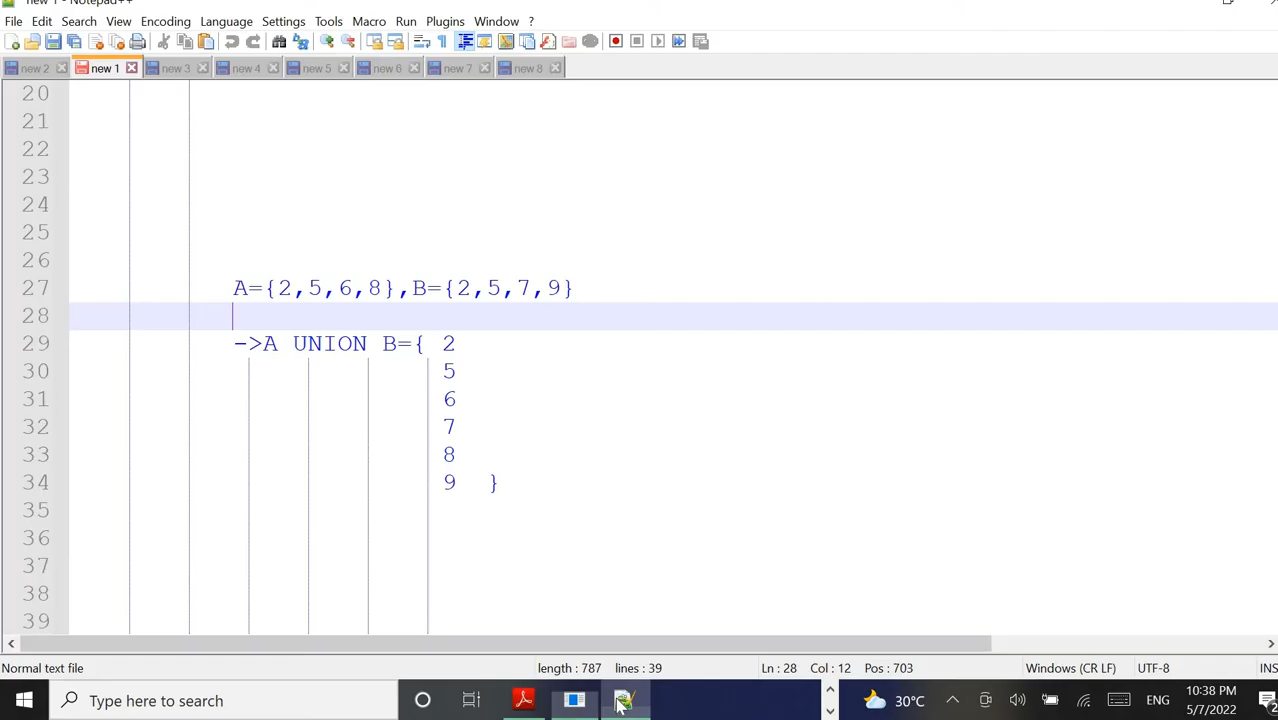 new 1 - Notepad++
File Edit Search View Encoding Language Settings Tools Macro Run Plugins Window ?
new 2 new 1 new 3 new 4 new 5 new 6 new 7 new 8
20
21
22
23
24
25
26
27 A={2,5,6,8},B={2,5,7,9}
28
29 ->A UNION B={ 2
30 5
31 6
32 7
33 8
34 9 }
35
36
37
38
39
Normal text file length : 787 lines : 39 Ln : 28 Col : 12 Pos : 703 Windows (CR LF) UTF-8 INS
Type here to search 30°C ENG 10:38 PM
5/7/2022 2